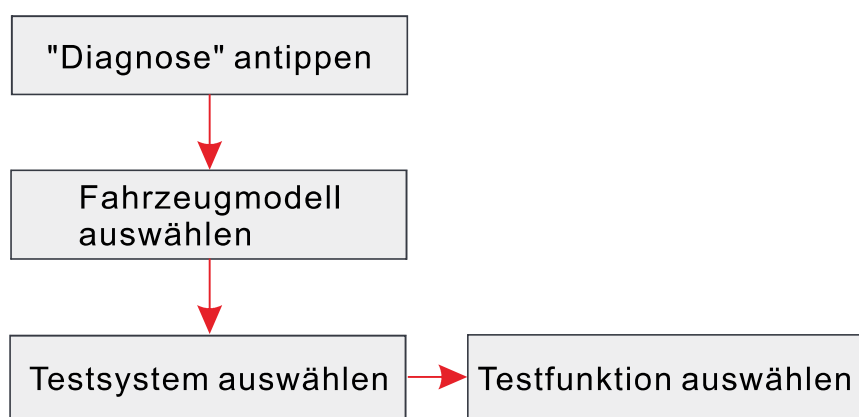 "Diagnose" antippen
Fahrzeugmodell
auswählen
Testsystem auswählen
Testfunktion auswählen